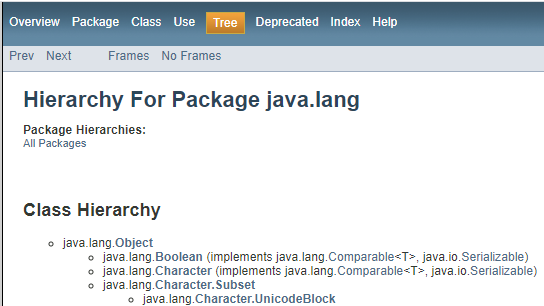 Overview Package Class Use Tree Deprecated Index Help
Prev Next Frames No Frames
Hierarchy For Package java.lang
Package Hierarchies:
All Packages
Class Hierarchy
java.lang.Object
java.lang.Boolean (implements java.lang.Comparable<T>, java.io.Serializable)
java.lang.Character (implements java.lang.Comparable<T>, java.io.Serializable)
java.lang.Character.Subset
java.lang.Character.UnicodeBlock